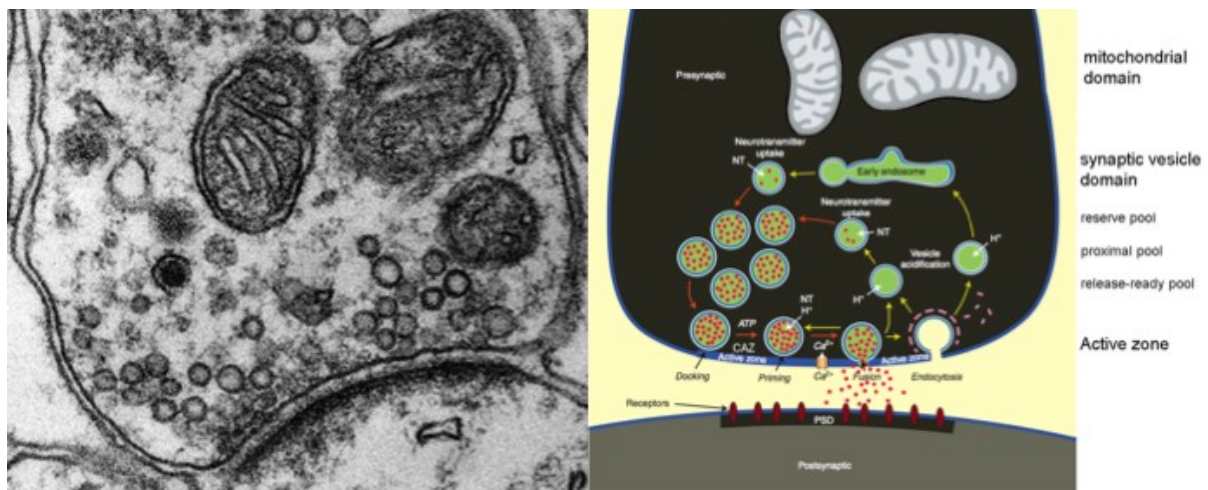 Presynaptic
mitochondrial
domain
Neurotransmitter
uptake
NT
Early endosome
synaptic vesicle
domain
Neurotransmitter
uptake
NT
reserve pool
H⁺
Vesicle
acidification
proximal pool
H⁺
release-ready pool
NT
H⁺
ATP
CAZ
Ca²⁺
Active zone
Active zone
Active zone
Docking
Priming
Ca²⁺
Fusion
Endocytosis
Receptors
PSD
Postsynaptic